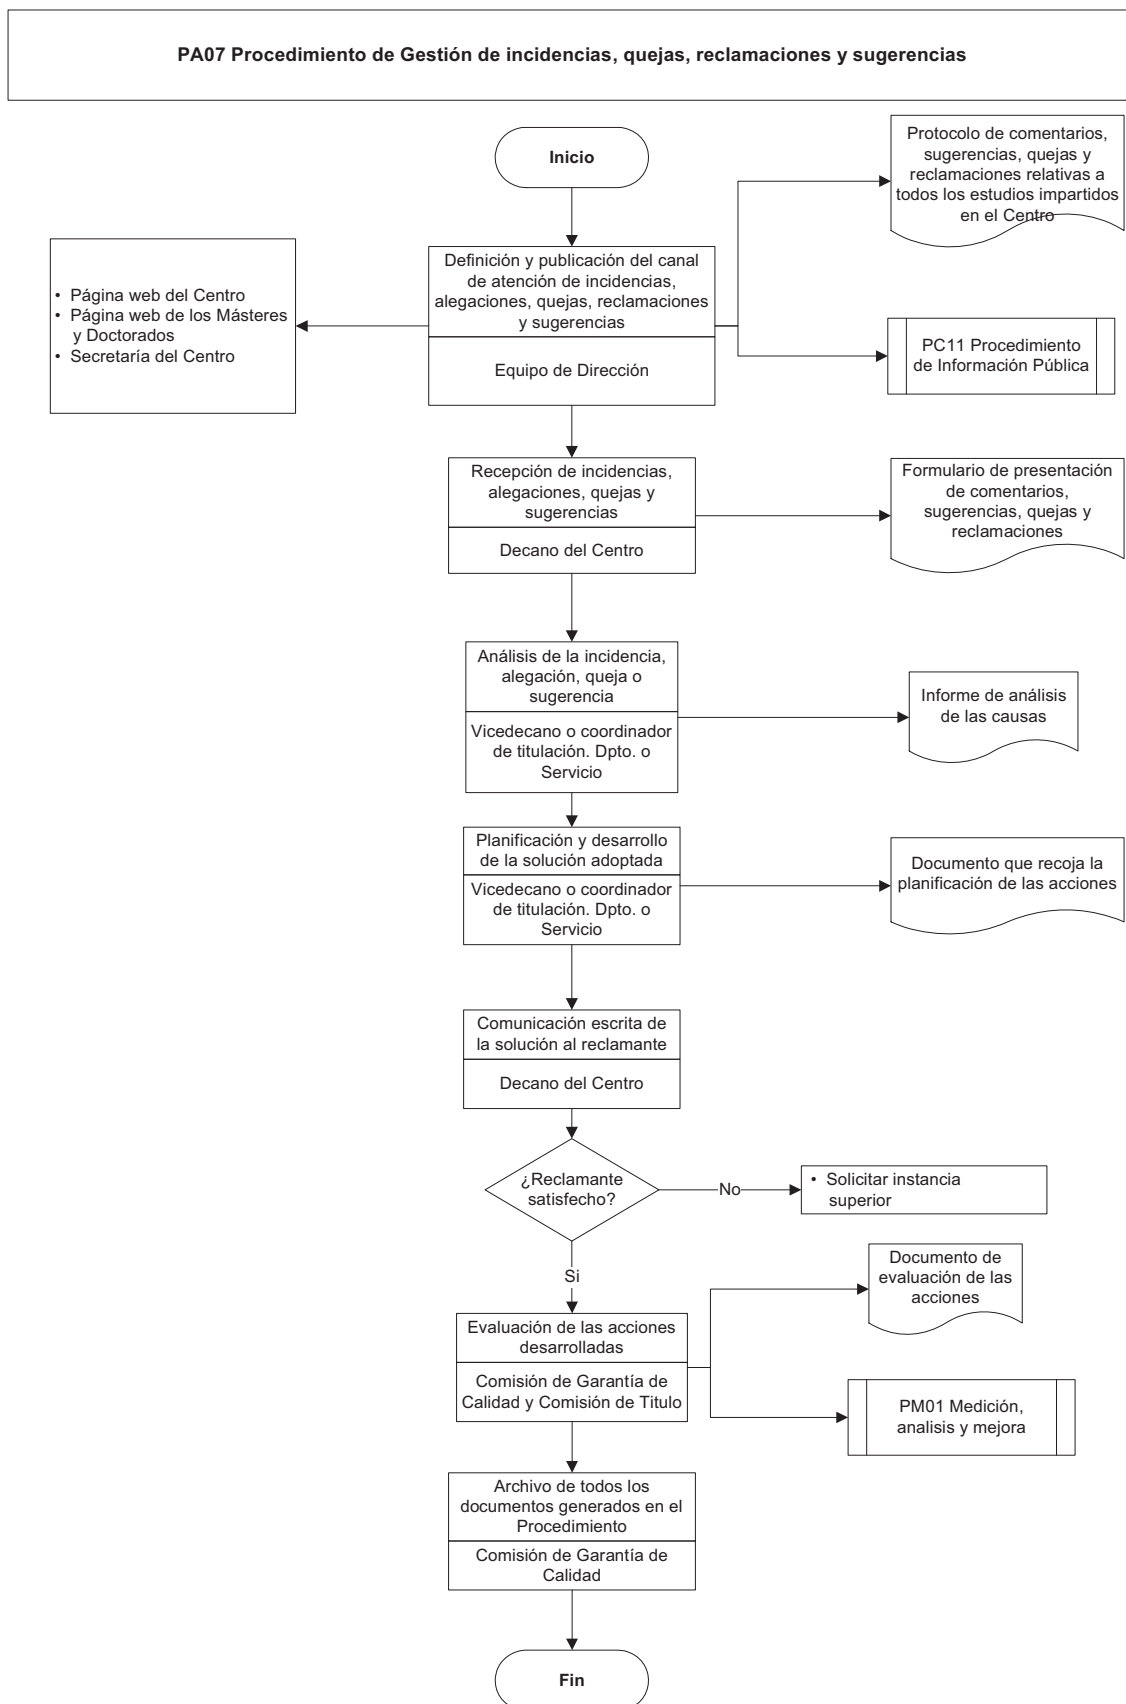 PA07 Procedimiento de Gestión de incidencias, quejas, reclamaciones y sugerencias
Inicio
Protocolo de comentarios,
sugerencias, quejas y
reclamaciones relativas a
todos los estudios impartidos
en el Centro
Definición y publicación del canal
de atención de incidencias,
alegaciones, quejas, reclamaciones
y sugerencias
Equipo de Dirección
• Página web del Centro
• Página web de los Másteres
y Doctorados
• Secretaría del Centro
PC11 Procedimiento
de Información Pública
Recepción de incidencias,
alegaciones, quejas y
sugerencias
Decano del Centro
Formulario de presentación
de comentarios,
sugerencias, quejas y
reclamaciones
Análisis de la incidencia,
alegación, queja o
sugerencia
Vicedecano o coordinador
de titulación. Dpto. o
Servicio
Informe de análisis
de las causas
Planificación y desarrollo
de la solución adoptada
Vicedecano o coordinador
de titulación. Dpto. o
Servicio
Documento que recoja la
planificación de las acciones
Comunicación escrita de
la solución al reclamante
Decano del Centro
¿Reclamante
satisfecho?
No
• Solicitar instancia
superior
Si
Documento de
evaluación de las
acciones
Evaluación de las acciones
desarrolladas
Comisión de Garantía de
Calidad y Comisión de Titulo
PM01 Medición,
analisis y mejora
Archivo de todos los
documentos generados en el
Procedimiento
Comisión de Garantía de
Calidad
Fin